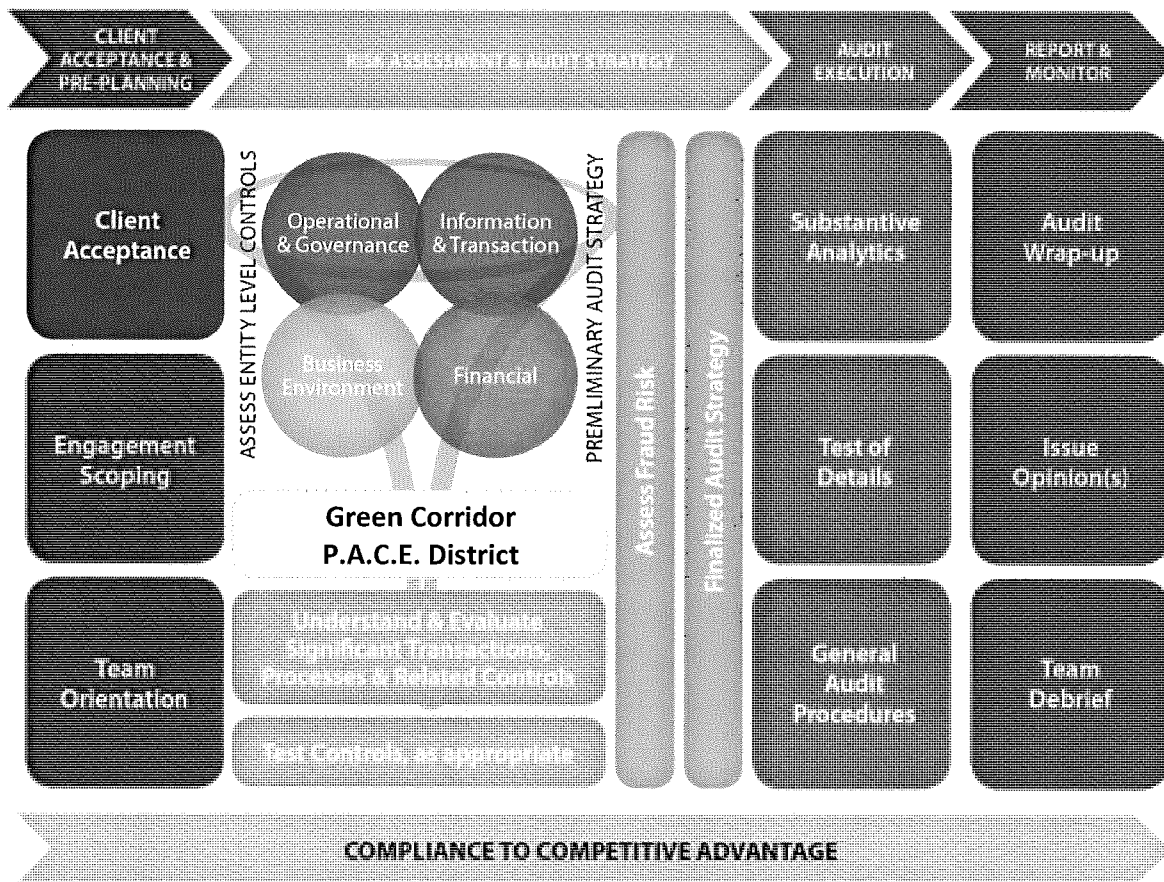 CLIENT
ACCEPTANCE &
PRE-PLANNING
RISK ASSESSMENT & AUDIT STRATEGY
AUDIT
EXECUTION
REPORT &
MONITOR
Client
Acceptance
Engagement
Scoping
Team
Orientation
ASSESS ENTITY LEVEL CONTROLS
Operational
& Governance
Information
& Transaction
Business
Environment
Financial
PREMLIMINARY AUDIT STRATEGY
Green Corridor
P.A.C.E. District
Understand & Evaluate
Significant Transactions,
Processes & Related Controls
Test Controls, as appropriate
Assess Fraud Risk
Finalized Audit Strategy
Substantive
Analytics
Test of
Details
General
Audit
Procedures
Audit
Wrap-up
Issue
Opinion(s)
Team
Debrief
COMPLIANCE TO COMPETITIVE ADVANTAGE